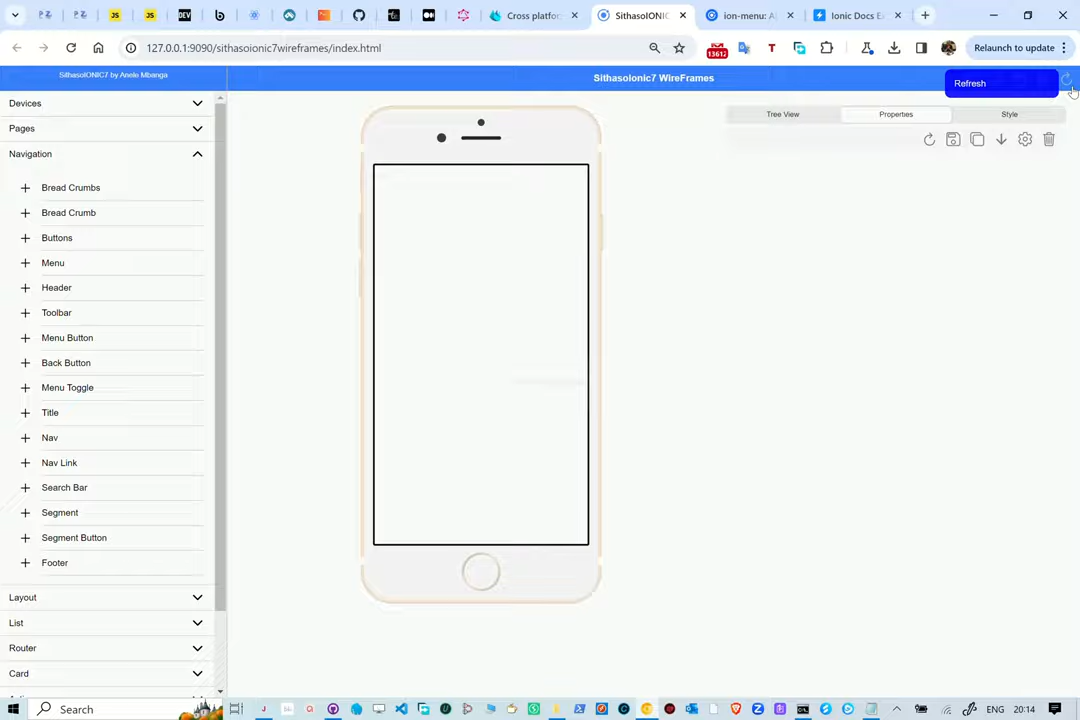 Cross platfor
SithasoIONIC
ion-menu: Al
Ionic Docs Ex
127.0.0.1:9090/sithasoionic7wireframes/index.html
13612
Relaunch to update
SithasoIONIC7 by Anele Mbanga
SithasoIonic7 WireFrames
Refresh
Devices
Pages
Navigation
Bread Crumbs
Bread Crumb
Buttons
Menu
Header
Toolbar
Menu Button
Back Button
Menu Toggle
Title
Nav
Nav Link
Search Bar
Segment
Segment Button
Footer
Layout
List
Router
Card
Tree View
Properties
Style
Search
ENG
20:14